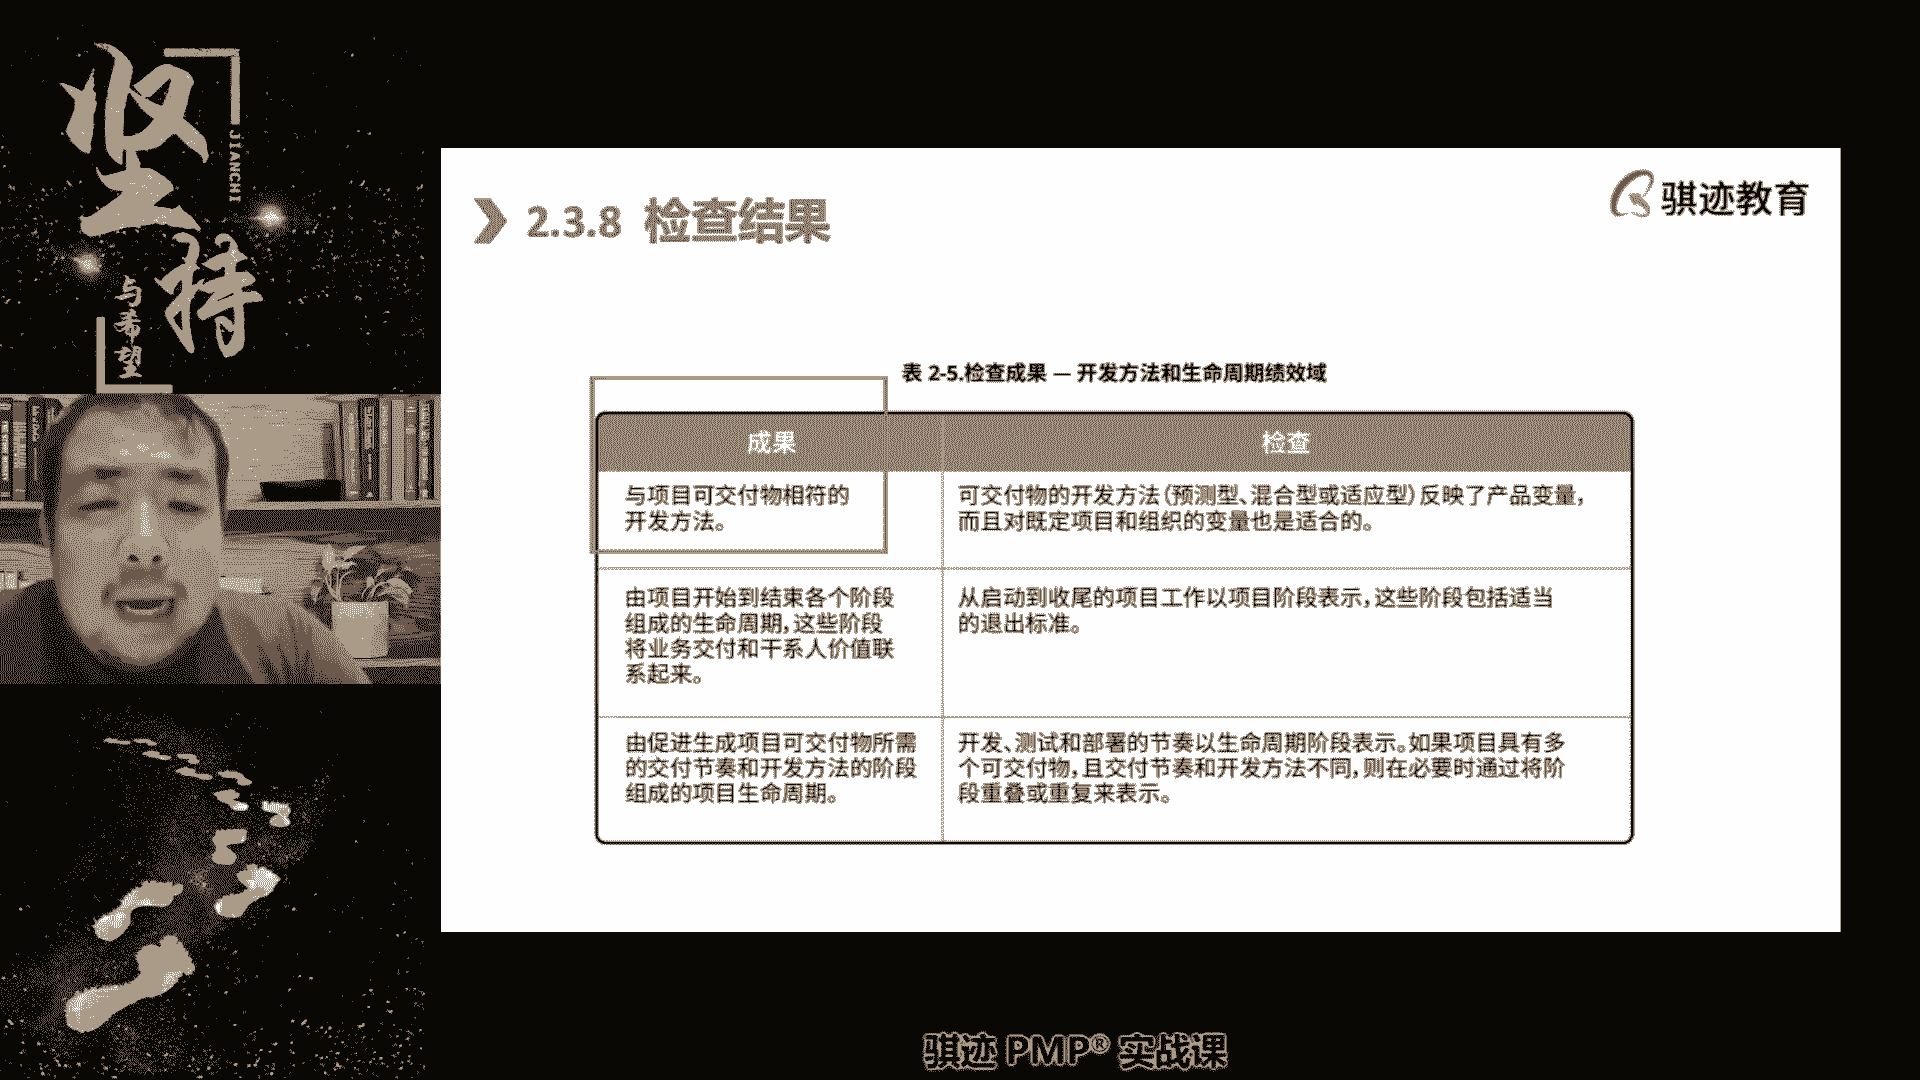 坚
持
JIANCHI
与希望
2.3.8 检查结果
骐迹教育
表 2-5.检查成果 — 开发方法和生命周期绩效域
成果
检查
与项目可交付物相符的
开发方法。
可交付物的开发方法(预测型、混合型或适应型)反映了产品变量,
而且对既定项目和组织的变量也是适合的。
由项目开始到结束各个阶段
组成的生命周期,这些阶段
将业务交付和干系人价值联
系起来。
从启动到收尾的项目工作以项目阶段表示,这些阶段包括适当
的退出标准。
由促进生成项目可交付物所需
的交付节奏和开发方法的阶段
组成的项目生命周期。
开发、测试和部署的节奏以生命周期阶段表示。如果项目具有多
个可交付物,且交付节奏和开发方法不同,则在必要时通过将阶
段重叠或重复来表示。
骐迹 PMP® 实战课